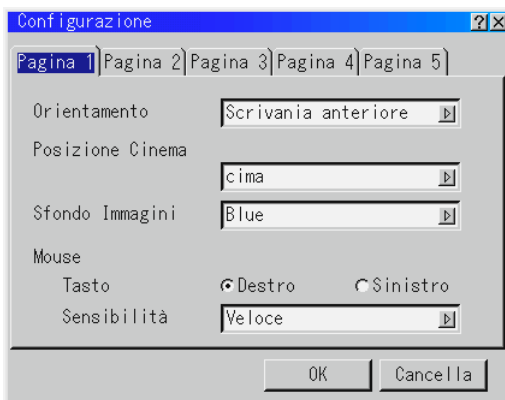 Configurazione
Pagina 1 Pagina 2 Pagina 3 Pagina 4 Pagina 5
Orientamento Scrivania anteriore
Posizione Cinema
cima
Sfondo Immagini Blue
Mouse
Tasto Destro Sinistro
Sensibilità Veloce
OK Cancella